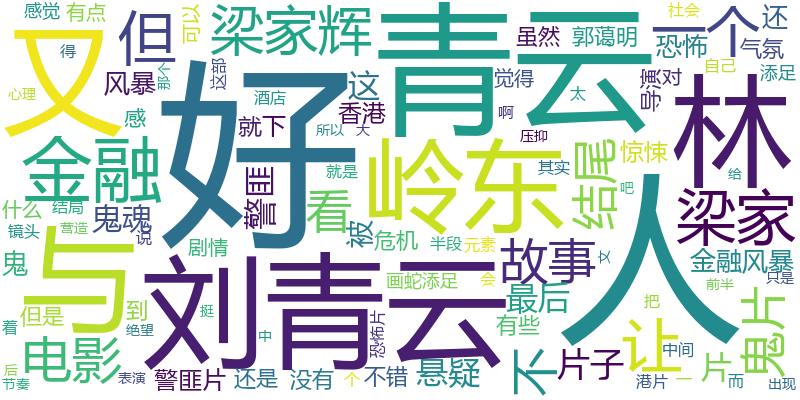 感觉
有点
但
梁家辉
青云
虽然
郭蔼明
一个
社会
还
得
可以
又
恐怖
气氛
那个
这部
这
觉得
导演
对
自己
添足
心理
风暴
好
酒店
香港
太
林
感
就下
所以
大
啊
压抑
金融
警匪
看
就是
岭东
其实
结尾
惊悚
给
吧
什么
结局
鬼魂
被
人
梁家
镜头
营造
说
与
剧情
危机
半段
元素
故事
文
金融风暴
鬼
刘青云
画蛇添足
会
最后
前半
只是
但是
到
挺
恐怖片
有些
把
让
鬼片
着
绝望
中
电影
悬疑
不
片子
中间
片
后
节奏
表演
警匪片
还是
没有
个
不错
港片
一
而
出现